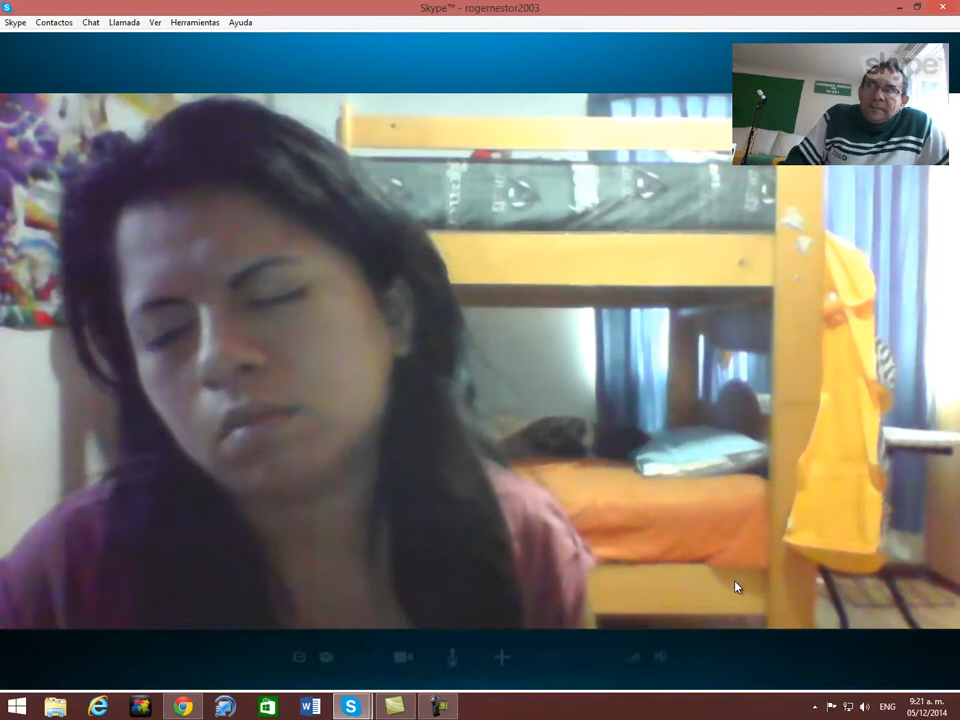 Skype™ - rogernestor2003
Skype Contactos Chat Llamada Ver Herramientas Ayuda
skype
9:21 a. m.
ENG
05/12/2014